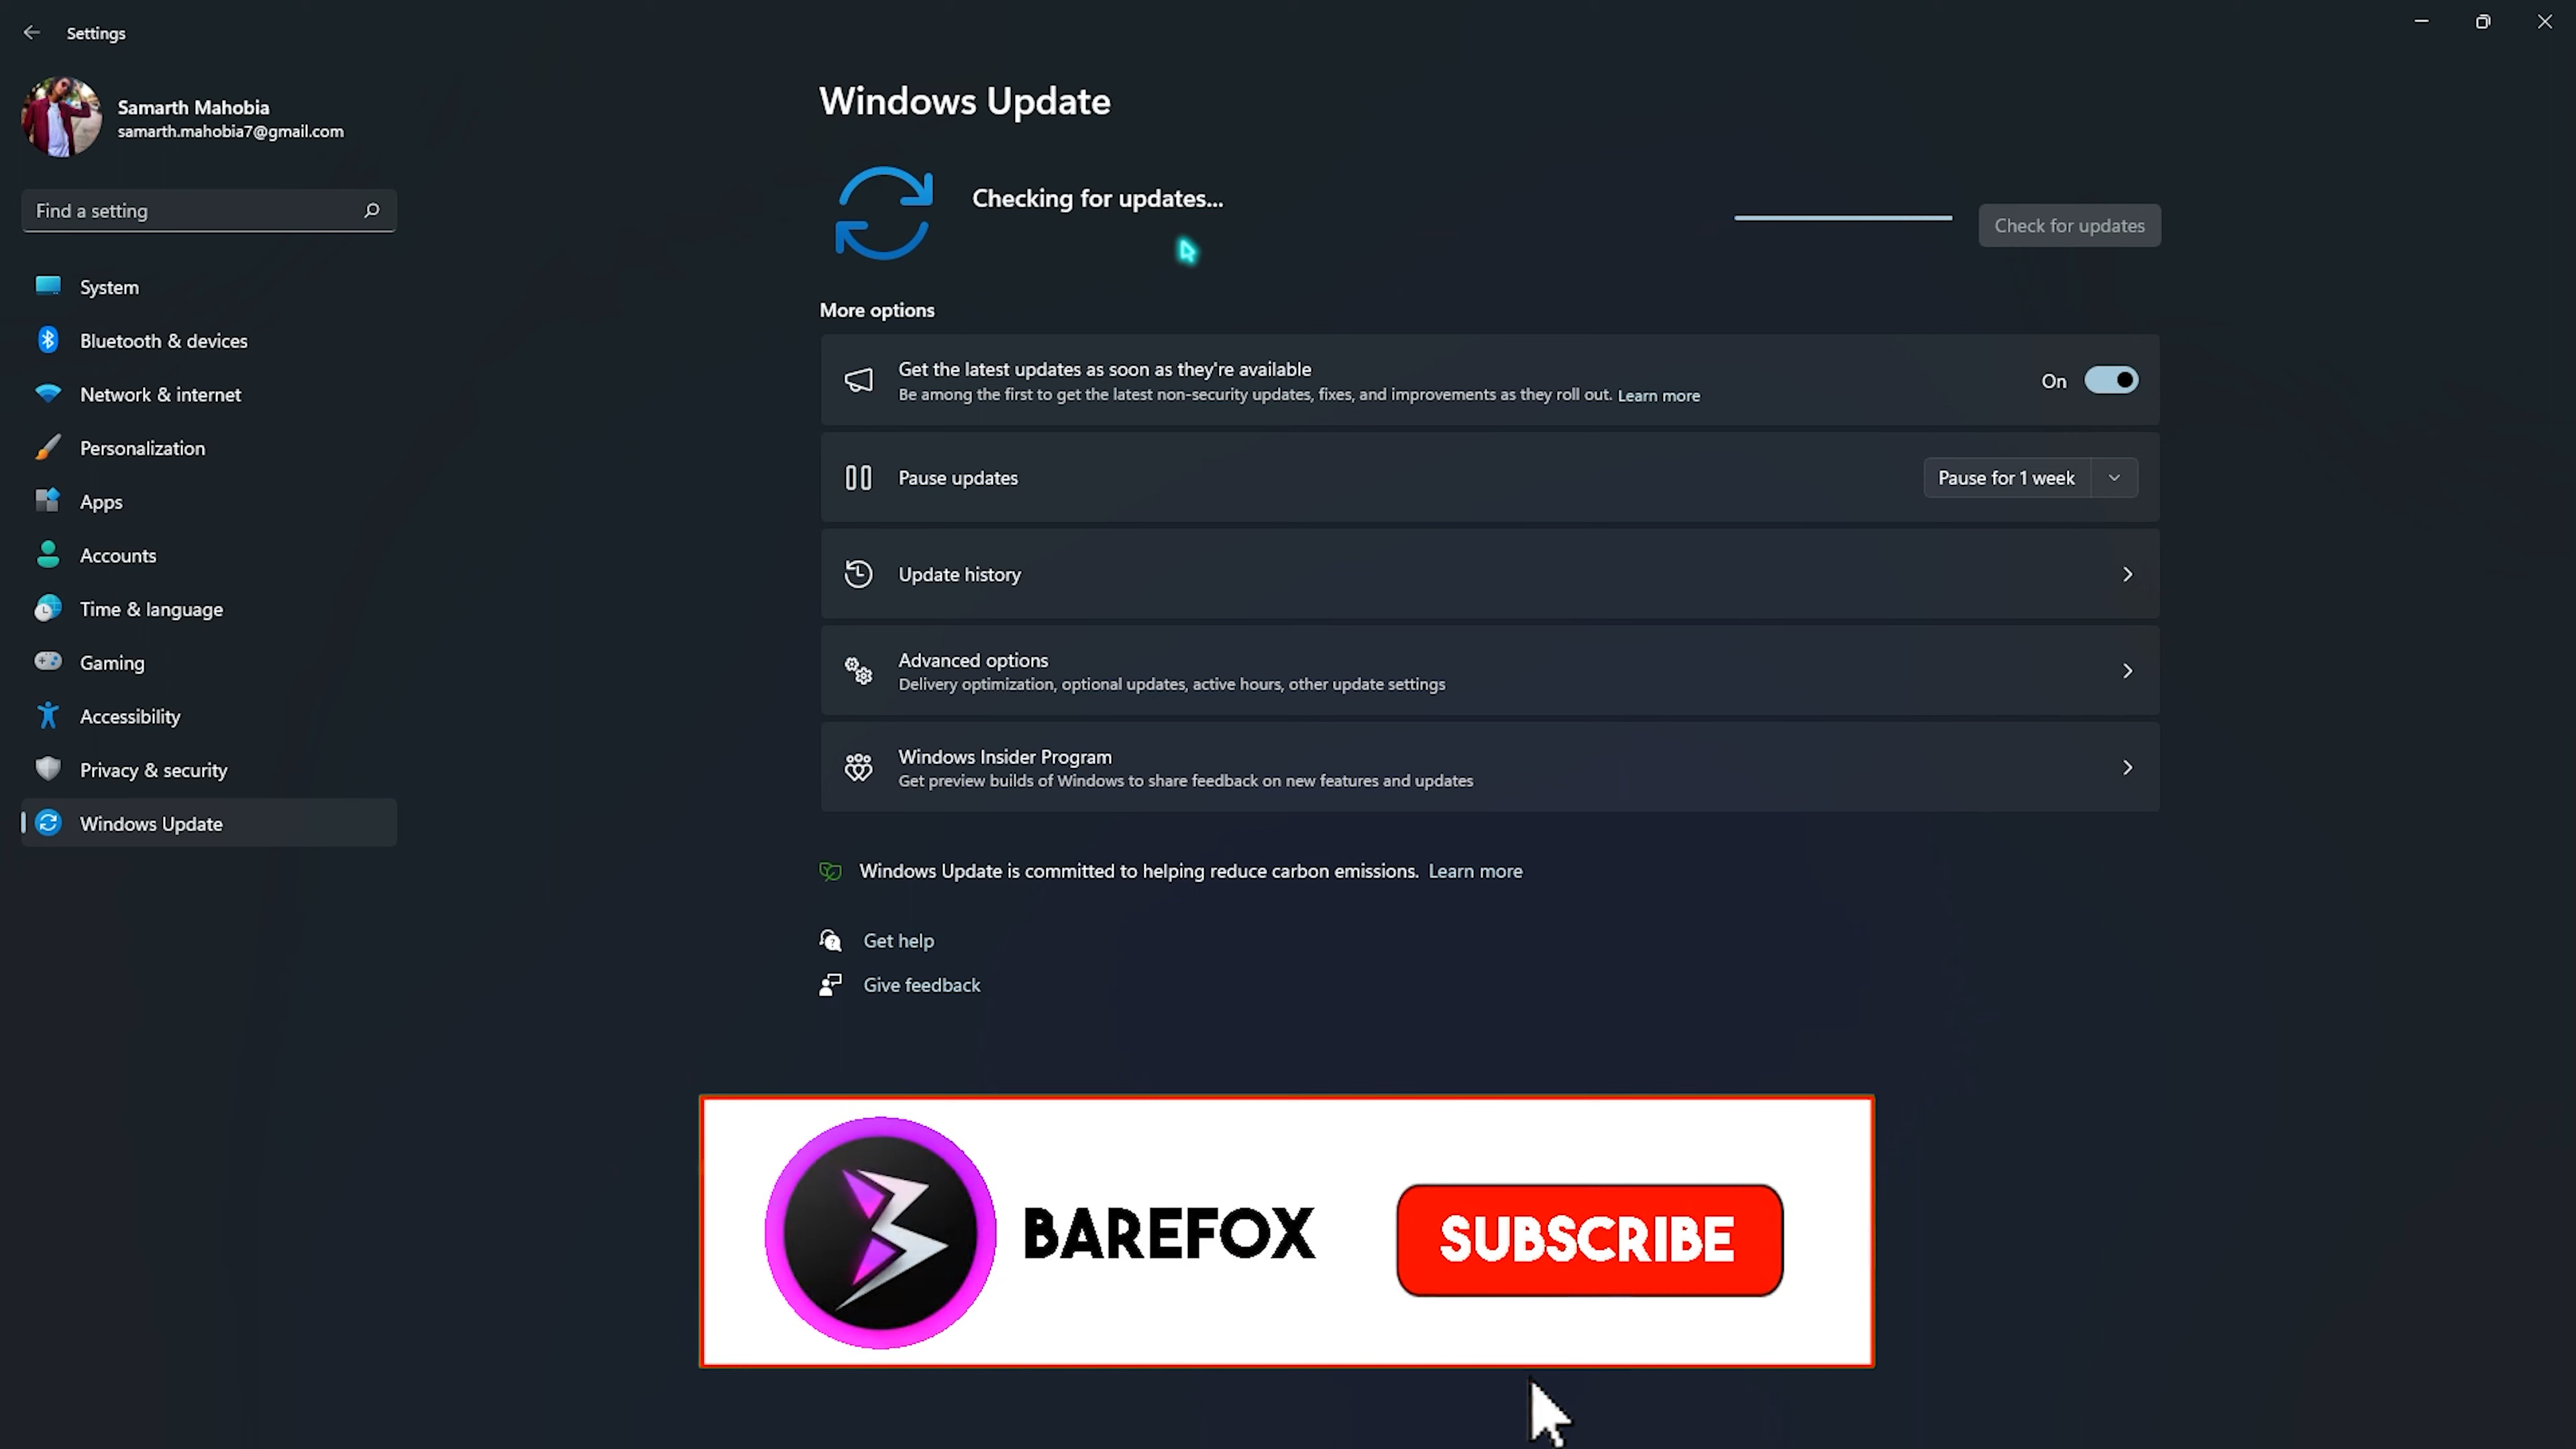 Settings
Samarth Mahobia
samarth.mahobia7@gmail.com
Find a setting
System
Bluetooth & devices
Network & internet
Personalization
Apps
Accounts
Time & language
Gaming
Accessibility
Privacy & security
Windows Update
Windows Update
Checking for updates...
Check for updates
More options
Get the latest updates as soon as they're available
Be among the first to get the latest non-security updates, fixes, and improvements as they roll out. Learn more
On
Pause updates
Pause for 1 week
Update history
Advanced options
Delivery optimization, optional updates, active hours, other update settings
Windows Insider Program
Get preview builds of Windows to share feedback on new features and updates
Windows Update is committed to helping reduce carbon emissions. Learn more
Get help
Give feedback
BAREFOX
SUBSCRIBE